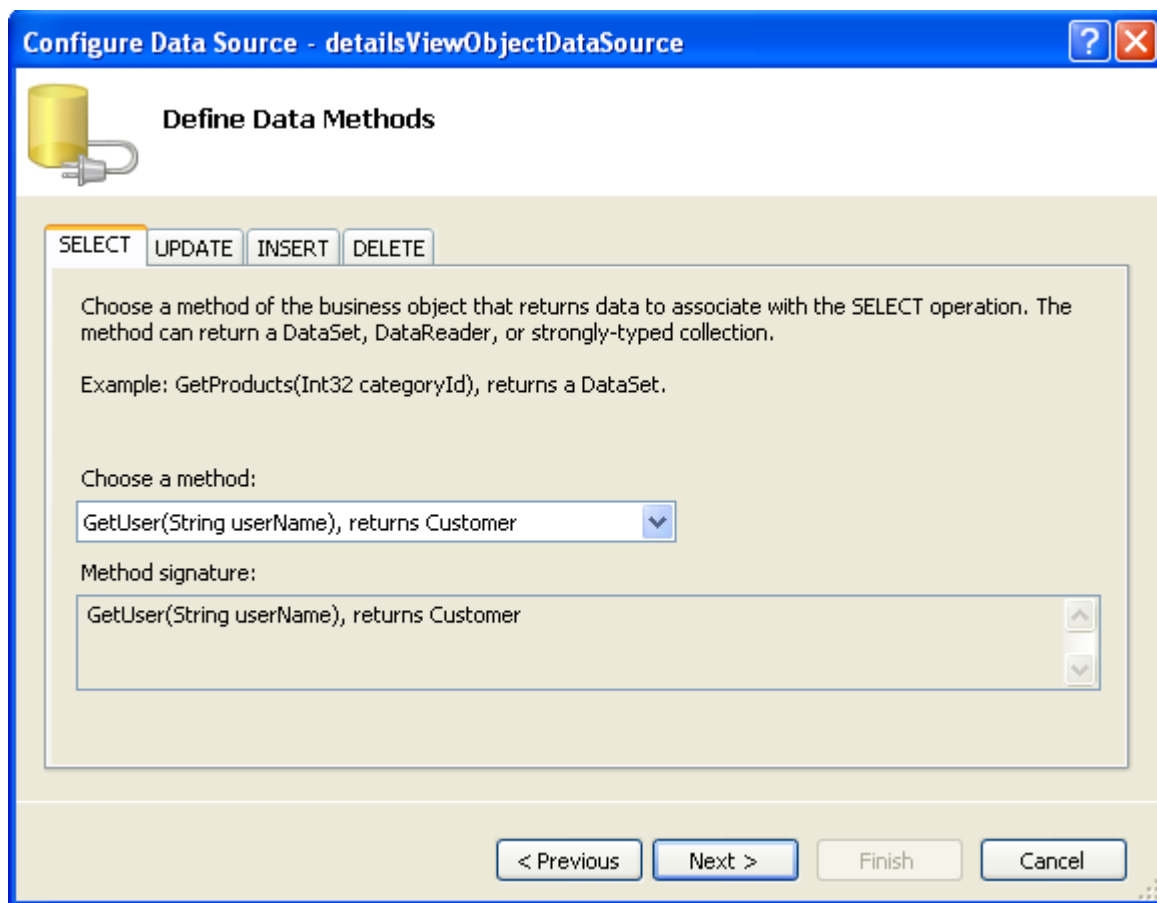 Configure Data Source - detailsViewObjectDataSource
Define Data Methods
SELECT UPDATE INSERT DELETE
Choose a method of the business object that returns data to associate with the SELECT operation. The
method can return a DataSet, DataReader, or strongly-typed collection.
Example: GetProducts(Int32 categoryId), returns a DataSet.
Choose a method:
GetUser(String userName), returns Customer
Method signature:
GetUser(String userName), returns Customer
< Previous Next > Finish Cancel